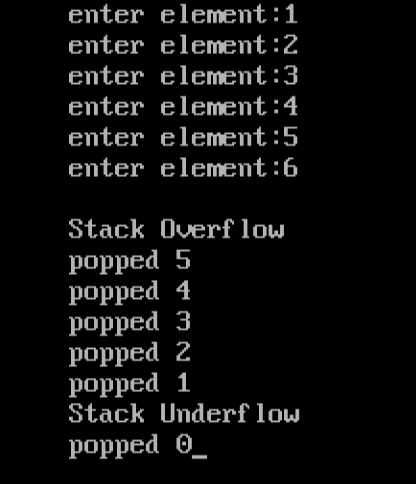 enter element:1
enter element:2
enter element:3
enter element:4
enter element:5
enter element:6
Stack Overflow
popped 5
popped 4
popped 3
popped 2
popped 1
Stack Underflow
popped 0_